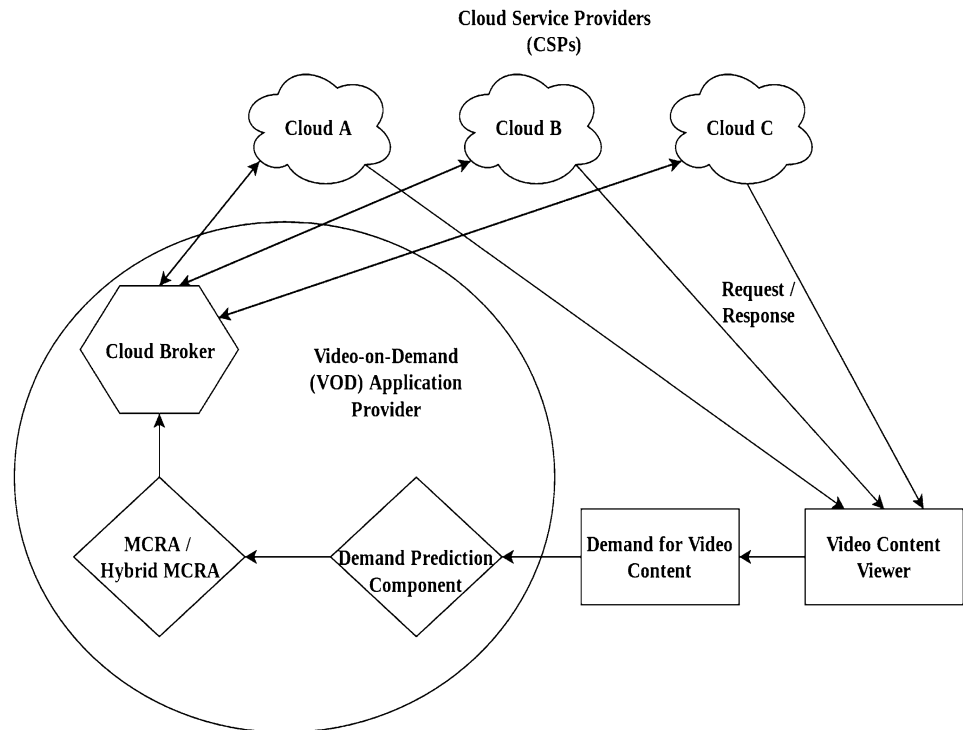 Cloud Service Providers
(CSPs)
Cloud A
Cloud B
Cloud C
Request /
Response
Cloud Broker
Video-on-Demand
(VOD) Application
Provider
MCRA /
Hybrid MCRA
Demand Prediction
Component
Demand for Video
Content
Video Content
Viewer